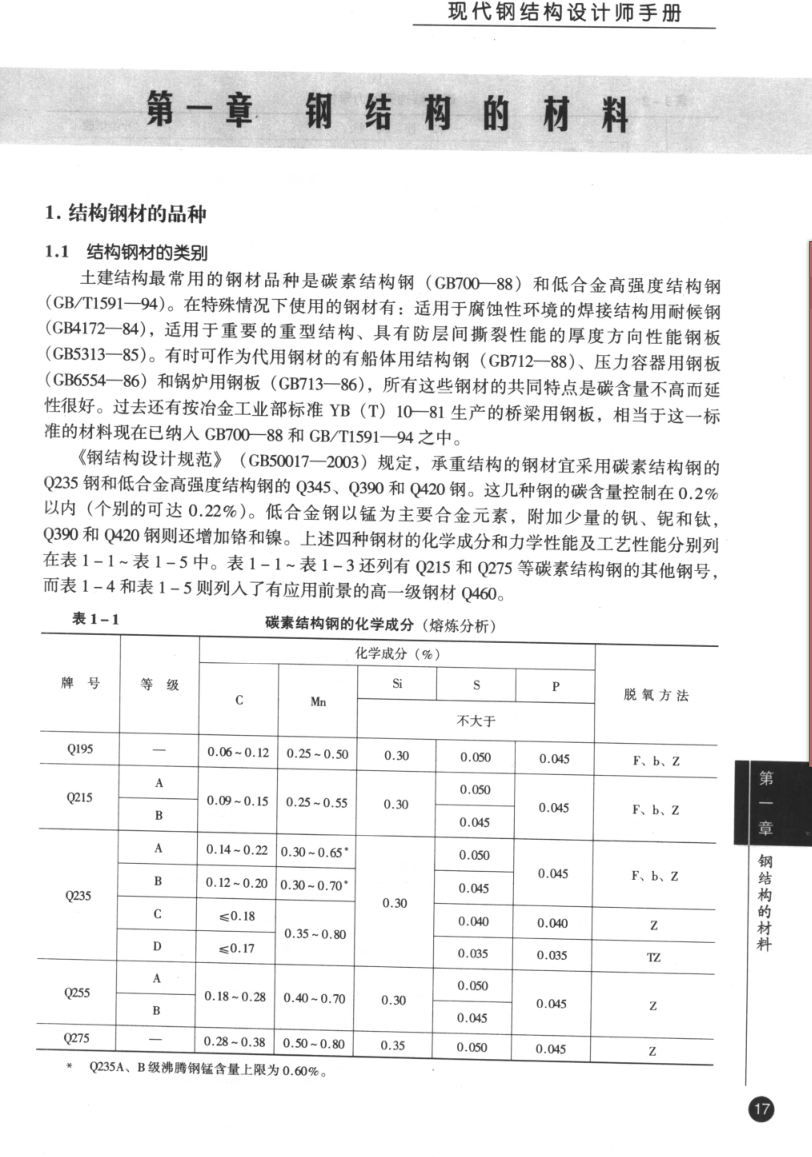 现代钢结构设计师手册
第一章 钢结构的材料
1. 结构钢材的品种
1.1 结构钢材的类别
土建结构最常用的钢材品种是碳素结构钢（GB700—88）和低合金高强度结构钢
（GB/T1591—94）。在特殊情况下使用的钢材有：适用于腐蚀性环境的焊接结构用耐候钢
（GB4172—84），适用于重要的重型结构、具有防层间撕裂性能的厚度方向性能钢板
（GB5313—85）。有时可作为代用钢材的有船体用结构钢（GB712—88）、压力容器用钢板
（GB6554—86）和锅炉用钢板（GB713—86），所有这些钢材的共同特点是碳含量不高而延
性很好。过去还有按冶金工业部标准 YB（T）10—81 生产的桥梁用钢板，相当于这一标
准的材料现在已纳入 GB700—88 和 GB/T1591—94 之中。
《钢结构设计规范》（GB50017—2003）规定，承重结构的钢材宜采用碳素结构钢的
Q235 钢和低合金高强度结构钢的 Q345、Q390 和 Q420 钢。这几种钢的碳含量控制在 0.2%
以内（个别的可达 0.22%）。低合金钢以锰为主要合金元素，附加少量的钒、铌和钛，
Q390 和 Q420 钢则还增加铬和镍。上述四种钢材的化学成分和力学性能及工艺性能分别列
在表 1－1～表 1－5 中。表 1－1～表 1－3 还列有 Q215 和 Q275 等碳素结构钢的其他钢号，
而表 1－4 和表 1－5 则列入了有应用前景的高一级钢材 Q460。
表 1－1 碳素结构钢的化学成分（熔炼分析）
化学成分（%）
牌 号 等 级 C Mn Si S P 脱氧方法
不大于
Q195 — 0.06～0.12 0.25～0.50 0.30 0.050 0.045 F、b、Z
Q215 A 0.09～0.15 0.25～0.55 0.30 0.050 0.045 F、b、Z
B 0.045
Q235 A 0.14～0.22 0.30～0.65* 0.30 0.050 0.045 F、b、Z
B 0.12～0.20 0.30～0.70* 0.045
C ≤0.18 0.35～0.80 0.040 0.040 Z
D ≤0.17 0.035 0.035 TZ
Q255 A 0.18～0.28 0.40～0.70 0.30 0.050 0.045 Z
B 0.045
Q275 — 0.28～0.38 0.50～0.80 0.35 0.050 0.045 Z
* Q235A、B 级沸腾钢锰含量上限为 0.60%。
第一章 钢结构的材料
17